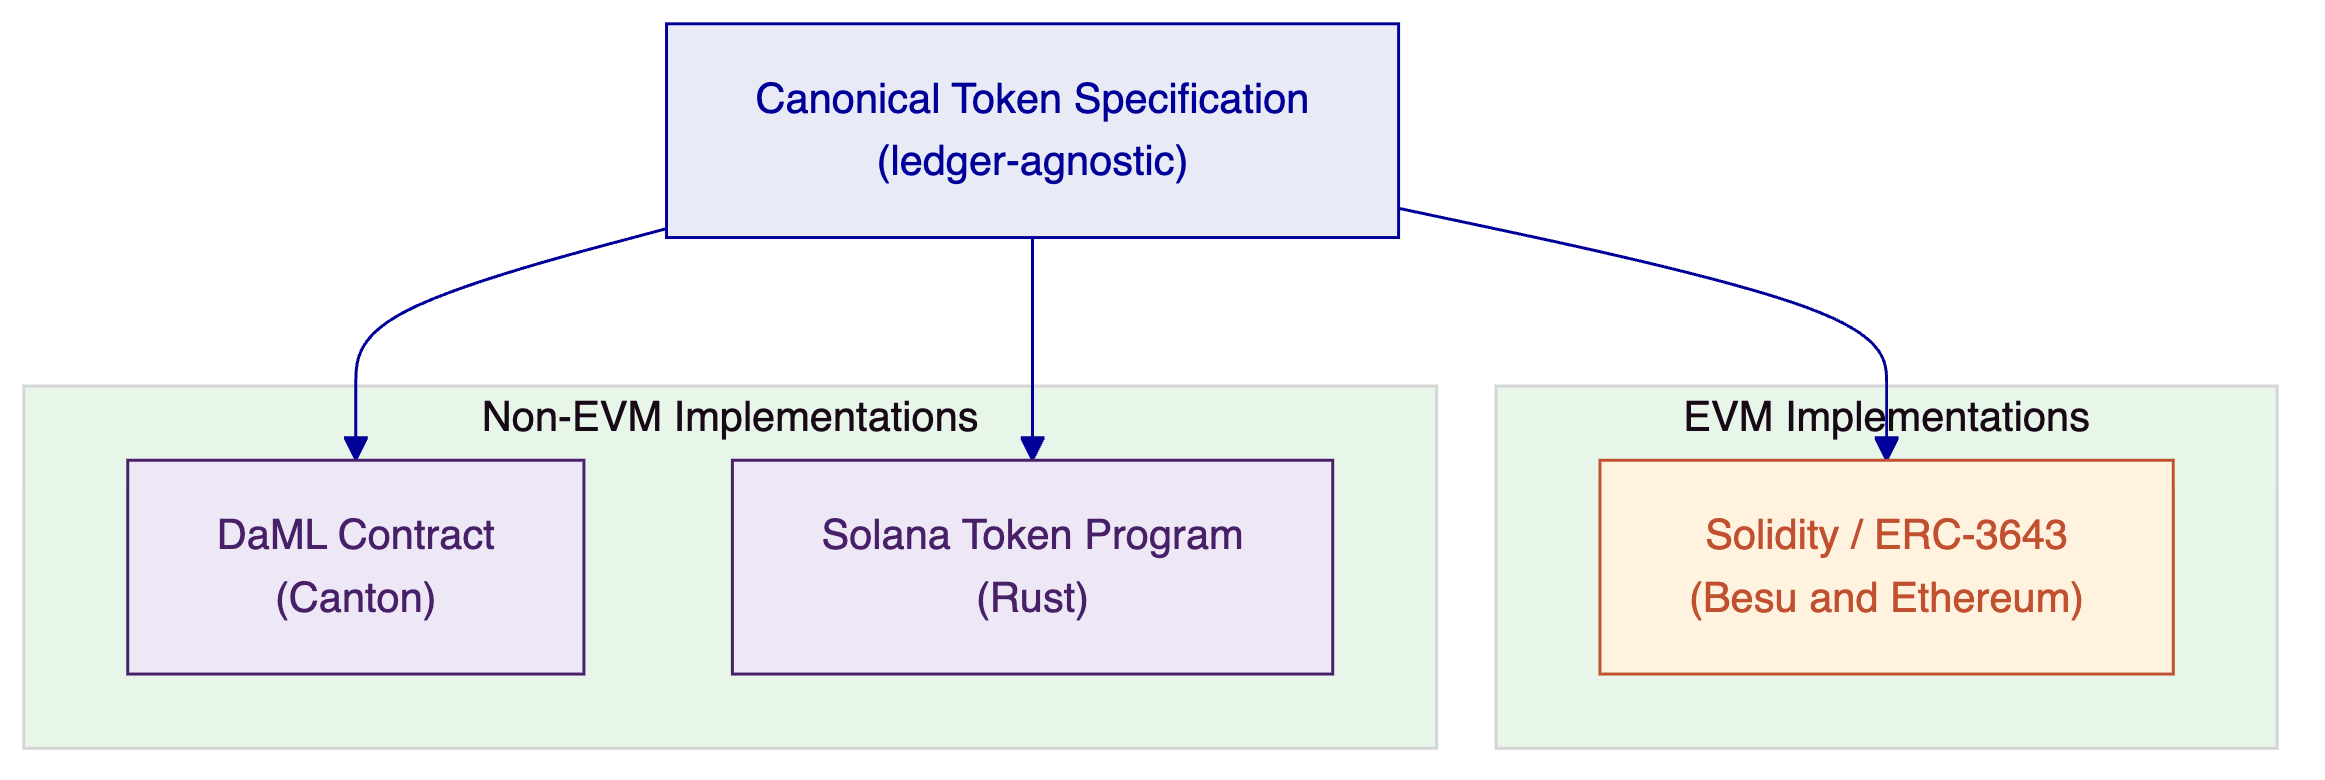 Canonical Token Specification
(ledger-agnostic)
Non-EVM Implementations
DaML Contract
(Canton)
Solana Token Program
(Rust)
EVM Implementations
Solidity / ERC-3643
(Besu and Ethereum)